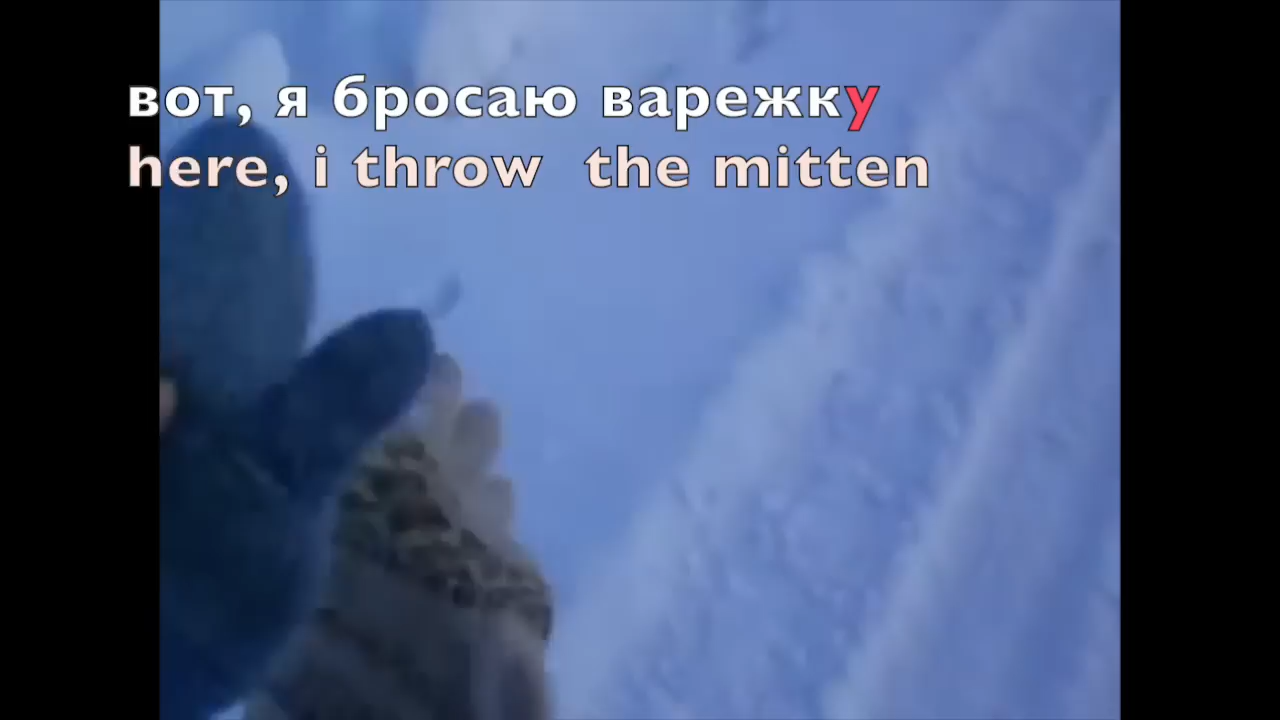 вот, я бросаю варежку
here, i throw the mitten